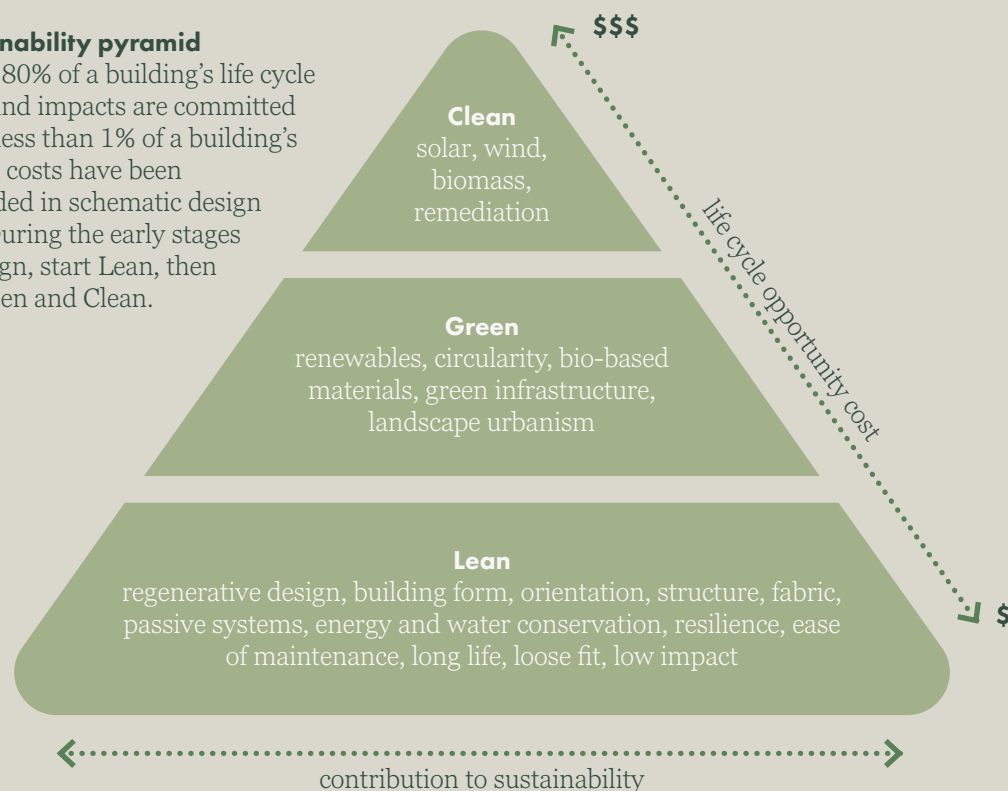 nability pyramid
80% of a building’s life cycle
nd impacts are committed
less than 1% of a building’s
costs have been
ded in schematic design
uring the early stages
gn, start Lean, then
en and Clean.
$$$
Clean
solar, wind,
biomass,
remediation
life cycle opportunity cost
Green
renewables, circularity, bio-based
materials, green infrastructure,
landscape urbanism
Lean
regenerative design, building form, orientation, structure, fabric,
passive systems, energy and water conservation, resilience, ease
of maintenance, long life, loose fit, low impact
$
contribution to sustainability